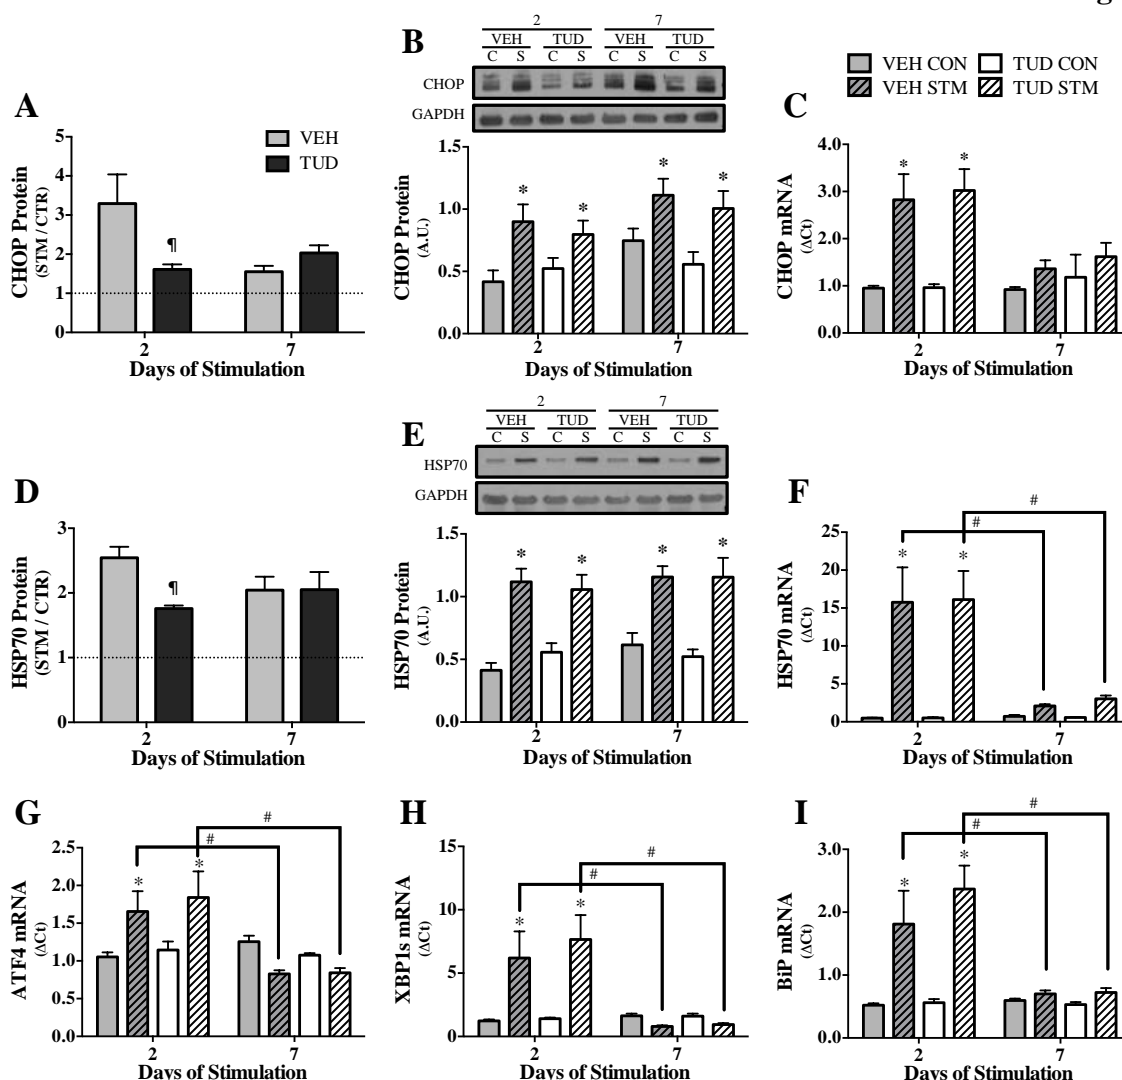 g
B
2 7
VEH TUD VEH TUD
C S C S C S C S
CHOP
GAPDH
VEH CON TUD CON
VEH STM TUD STM
A
VEH
TUD
CHOP Protein
(STM / CTR)
5
4
3
2
1
0
¶
2 7
Days of Stimulation
CHOP Protein
(A.U.)
1.5
1.0
0.5
0.0
* * * *
2 7
Days of Stimulation
C
CHOP mRNA
(ΔCt)
4.0
3.0
2.0
1.0
0.0
* *
2 7
Days of Stimulation
D
HSP70 Protein
(STM / CTR)
3
2
1
0
¶
2 7
Days of Stimulation
E
2 7
VEH TUD VEH TUD
C S C S C S C S
HSP70
GAPDH
HSP70 Protein
(A.U.)
1.5
1.0
0.5
0.0
* * * *
2 7
Days of Stimulation
F
HSP70 mRNA
(ΔCt)
25
20
15
10
5
0
* *
# #
2 7
Days of Stimulation
G
ATF4 mRNA
(ΔCt)
2.5
2.0
1.5
1.0
0.5
0.0
* *
# #
2 7
Days of Stimulation
H
XBP1s mRNA
(ΔCt)
15
10
5
0
* *
# #
2 7
Days of Stimulation
I
BiP mRNA
(ΔCt)
3.0
2.0
1.0
0.0
* *
# #
2 7
Days of Stimulation